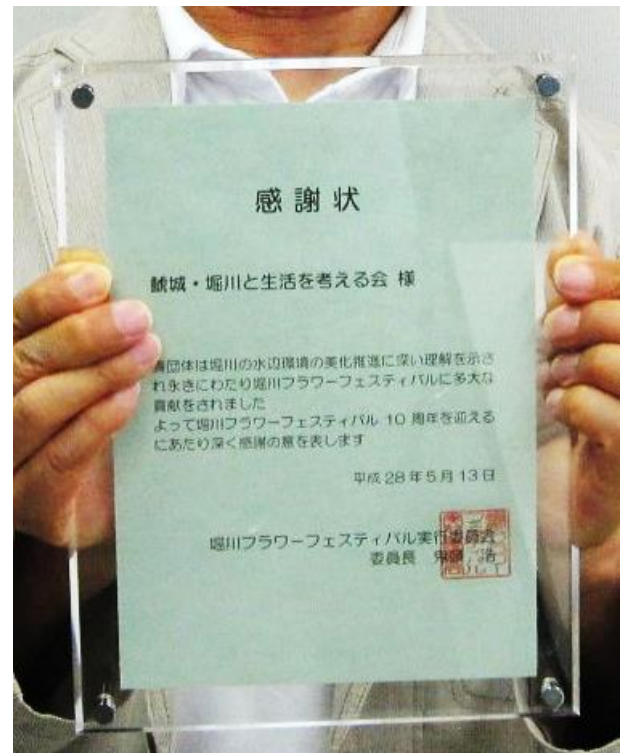 感謝状
鯱城・堀川と生活を考える会 様
貴団体は堀川の水辺環境の美化推進に深い理解を示さ
れ永きにわたり堀川フラワーフェスティバルに多大な
貢献をされました
よって堀川フラワーフェスティバル 10 周年を迎える
にあたり深く感謝の意を表します
平成 28 年 5 月 13 日
堀川フラワーフェスティバル実行委員会
委員長 浩